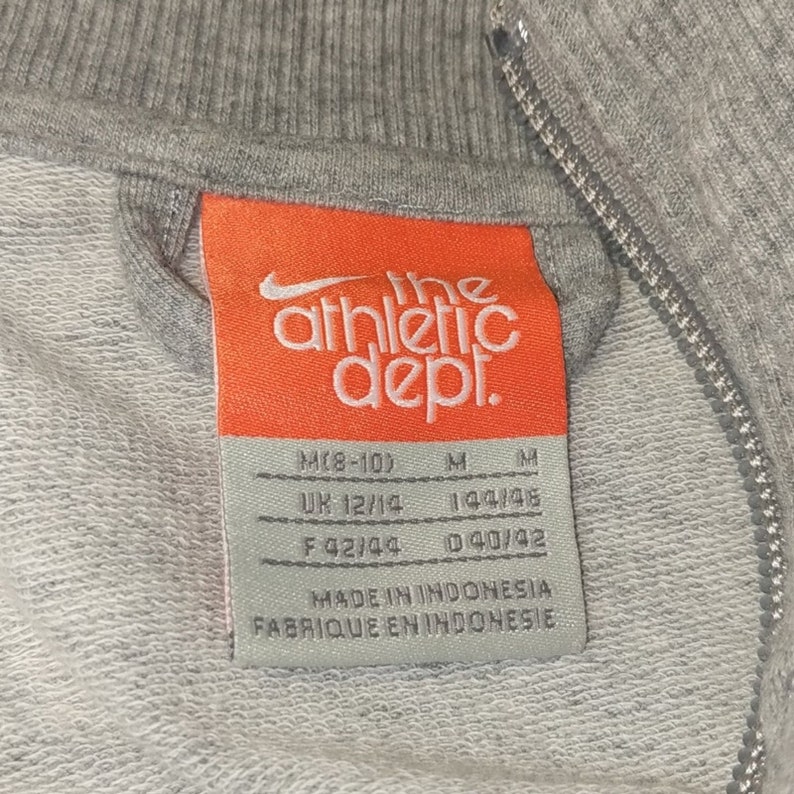 the
athletic
dept.
M(8-10) M M
UK 12/14 I 44/46
F 42/44 D 40/42
MADE IN INDONESIA
FABRIQUE EN INDONESIE